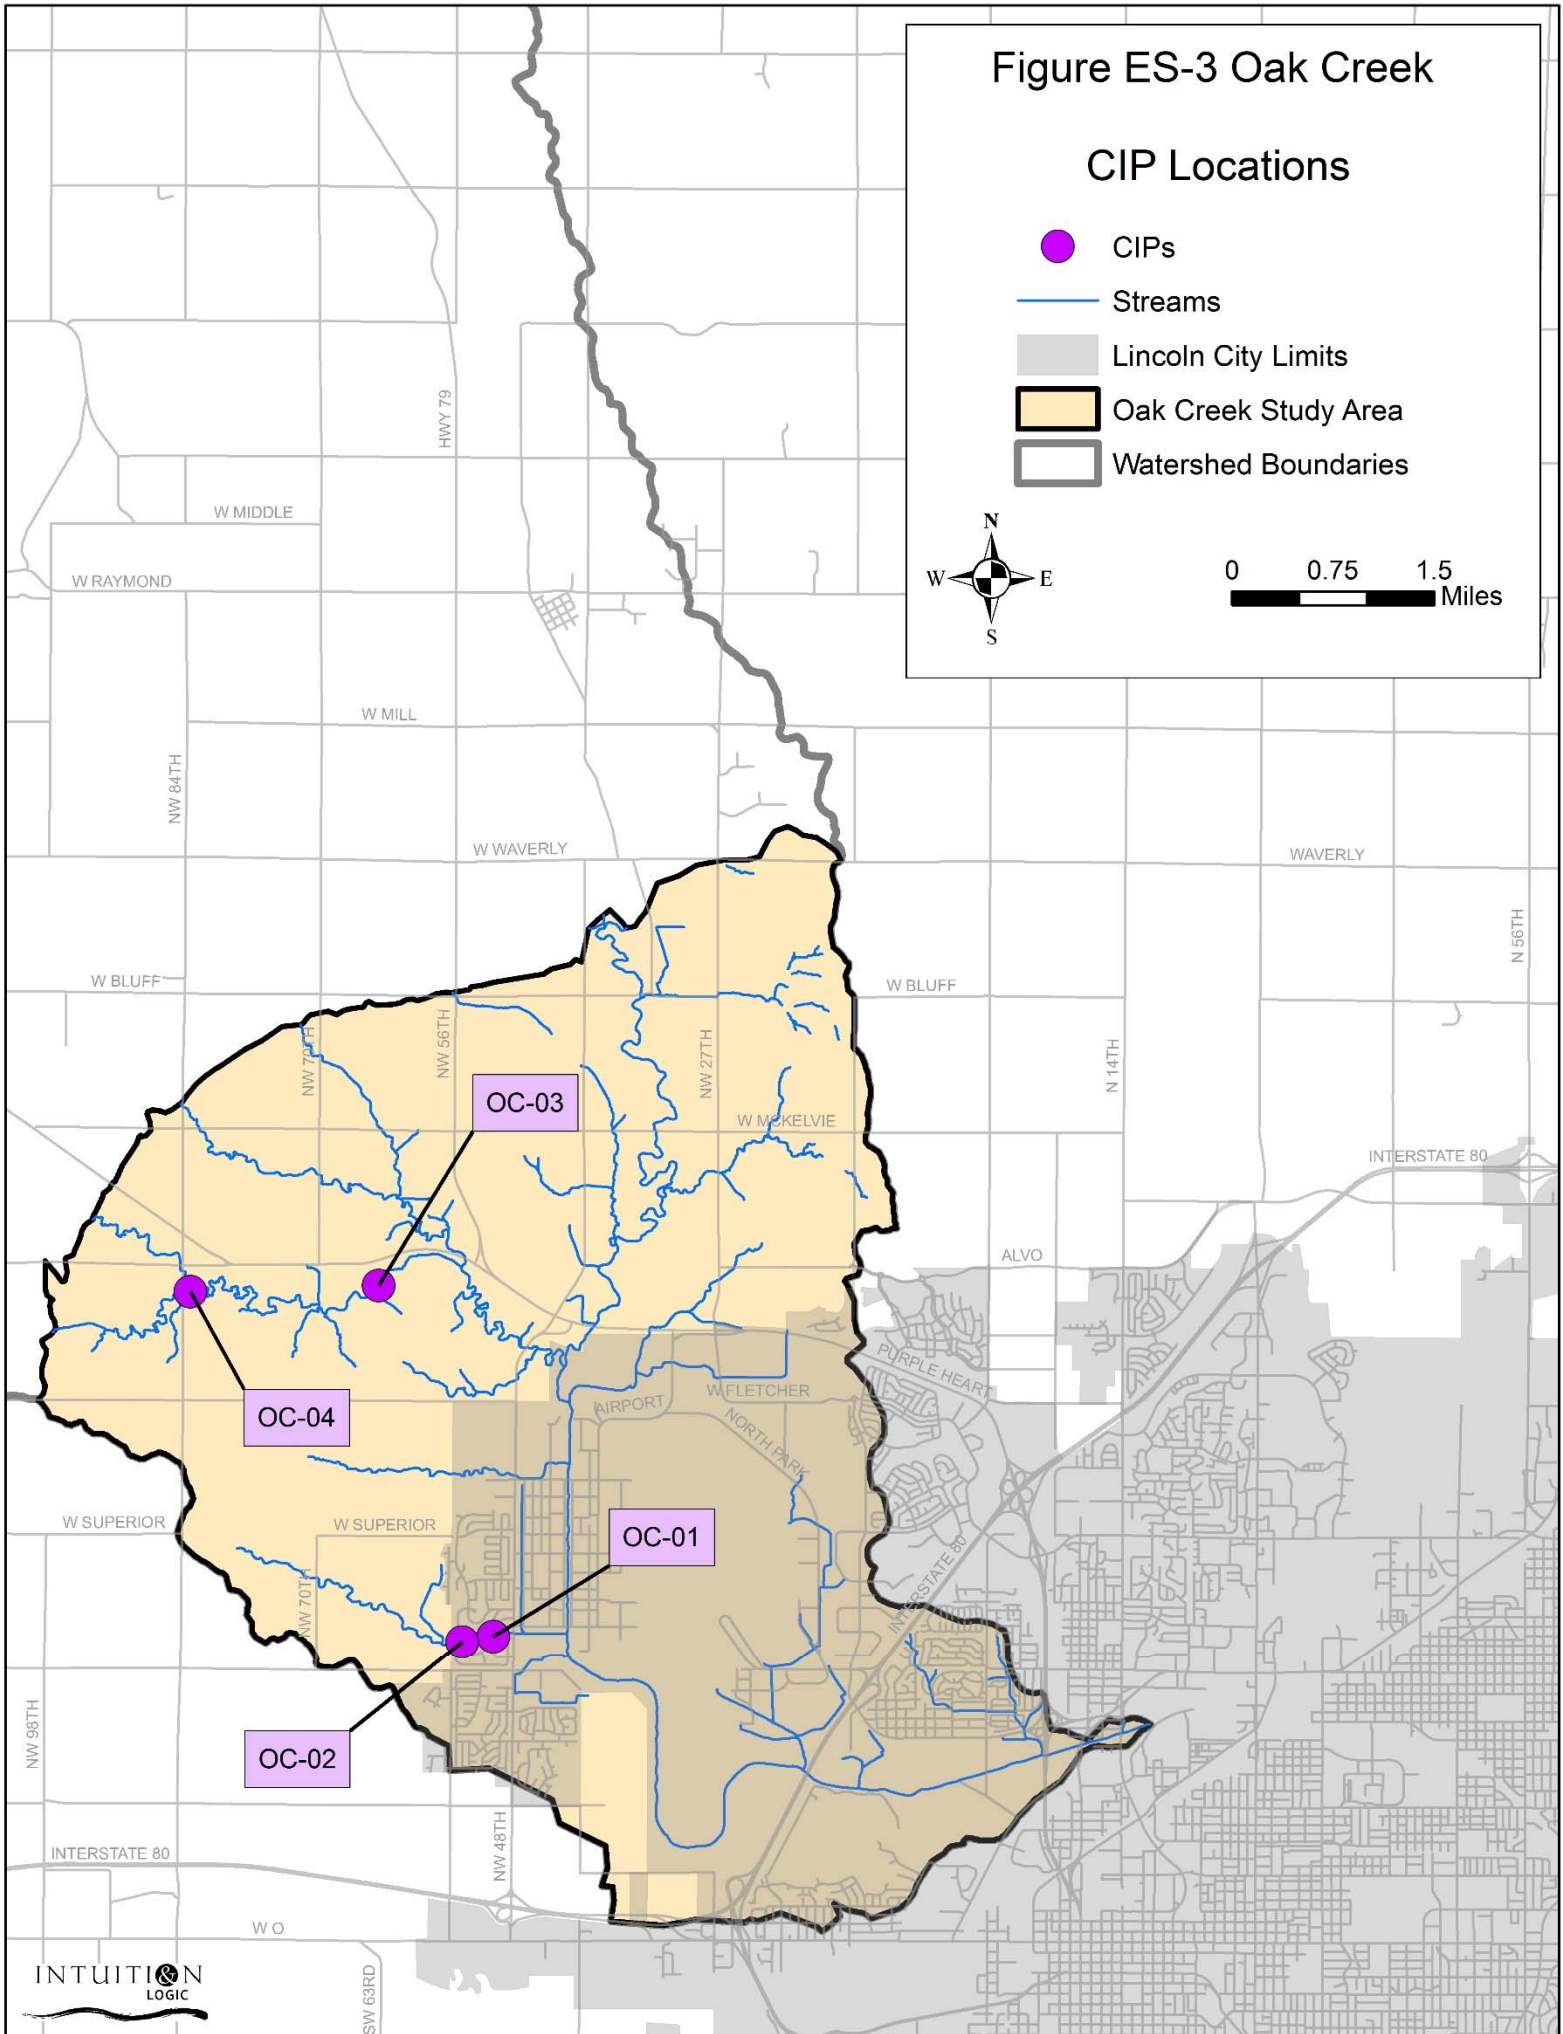 Figure ES-3 Oak Creek
CIP Locations
CIPs
Streams
Lincoln City Limits
Oak Creek Study Area
Watershed Boundaries
N
W E
S
0 0.75 1.5
Miles
HWY 79
W MIDDLE
W RAYMOND
W MILL
NW 84TH
W WAVERLY
WAVERLY
N 56TH
W BLUFF
W BLUFF
NW 70TH
NW 56TH
NW 27TH
N 14TH
OC-03
W MCKELVIE
INTERSTATE 80
ALVO
PURPLE HEART
W FLETCHER
AIRPORT
NORTH PARK
OC-04
W SUPERIOR
W SUPERIOR
OC-01
INTERSTATE 80
NW 70TH
NW 98TH
OC-02
NW 48TH
INTERSTATE 80
W O
SW 63RD
INTUITI&N
LOGIC